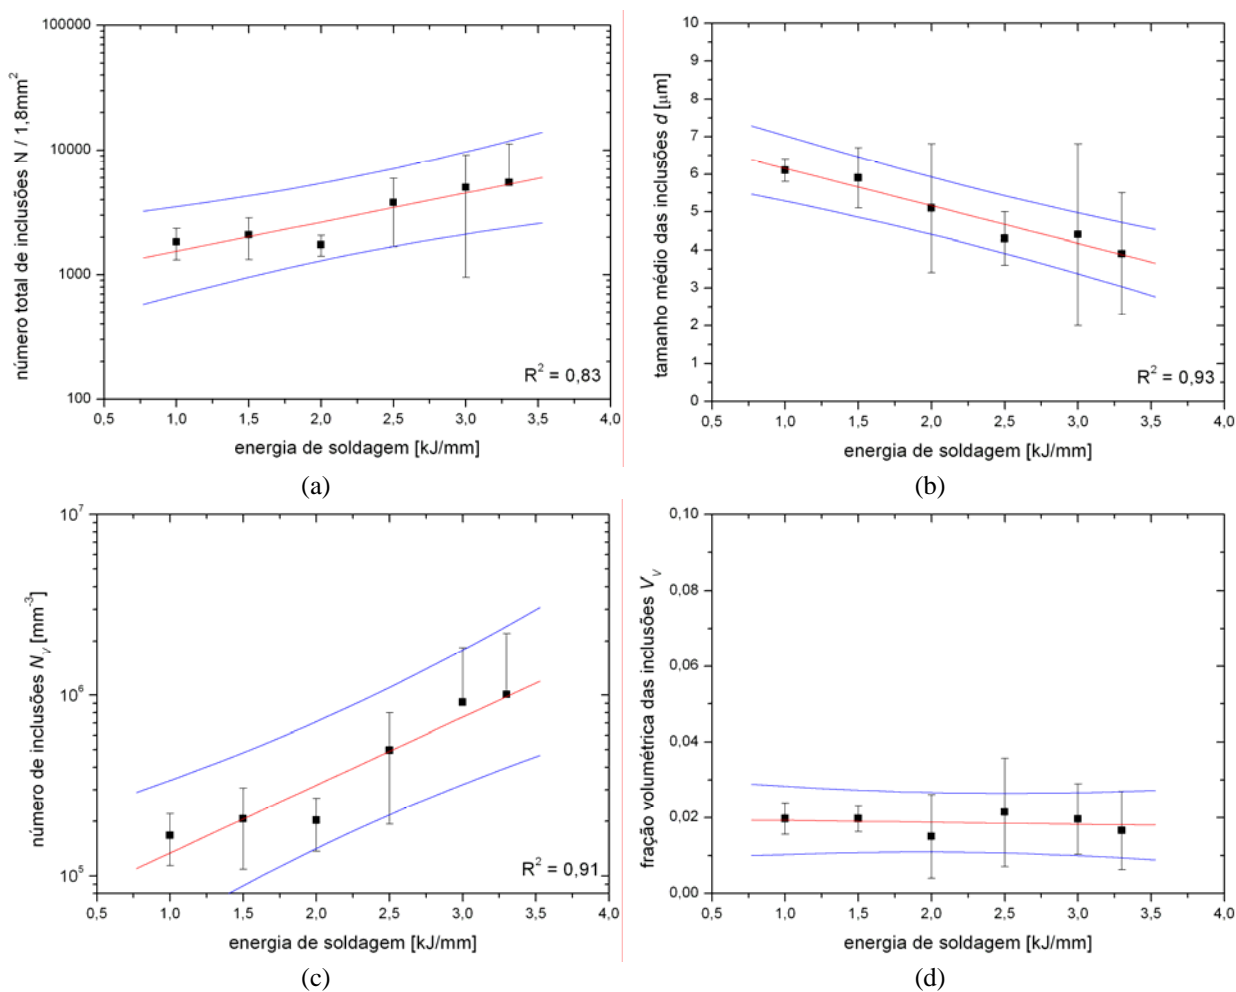 número total de inclusões N / 1,8mm²
100000
10000
1000
100
0,5 1,0 1,5 2,0 2,5 3,0 3,5 4,0
energia de soldagem [kJ/mm]
R² = 0,83
(a)
tamanho médio das inclusões d [μm]
10
9
8
7
6
5
4
3
2
1
0
0,5 1,0 1,5 2,0 2,5 3,0 3,5 4,0
energia de soldagem [kJ/mm]
R² = 0,93
(b)
número de inclusões Nᵥ [mm⁻³]
10⁷
10⁶
10⁵
0,5 1,0 1,5 2,0 2,5 3,0 3,5 4,0
energia de soldagem [kJ/mm]
R² = 0,91
(c)
fração volumétrica das inclusões Vᵥ
0,10
0,08
0,06
0,04
0,02
0,00
0,5 1,0 1,5 2,0 2,5 3,0 3,5 4,0
energia de soldagem [kJ/mm]
(d)